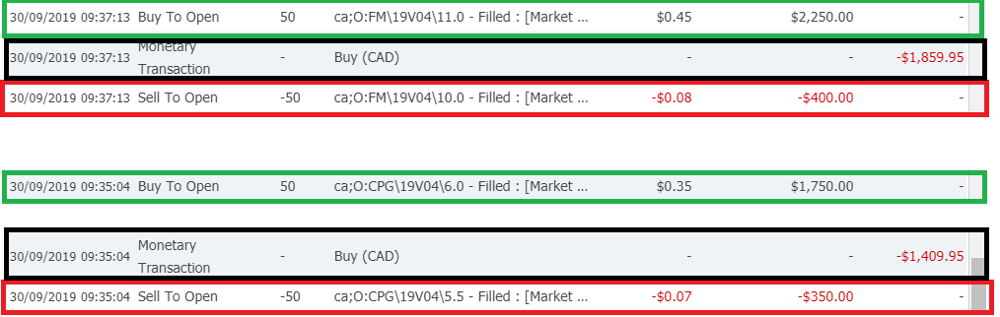 30/09/2019 09:37:13 Buy To Open 50 ca;O:FM\19V04\11.0 - Filled : [Market ... $0.45 $2,250.00 -
Monetary
30/09/2019 09:37:13 - Buy (CAD) - - -$1,859.95
Transaction
30/09/2019 09:37:13 Sell To Open -50 ca;O:FM\19V04\10.0 - Filled : [Market ... -$0.08 -$400.00 -
30/09/2019 09:35:04 Buy To Open 50 ca;O:CPG\19V04\6.0 - Filled : [Market ... $0.35 $1,750.00 -
Monetary
30/09/2019 09:35:04 - Buy (CAD) - - -$1,409.95
Transaction
30/09/2019 09:35:04 Sell To Open -50 ca;O:CPG\19V04\5.5 - Filled : [Market ... -$0.07 -$350.00 -